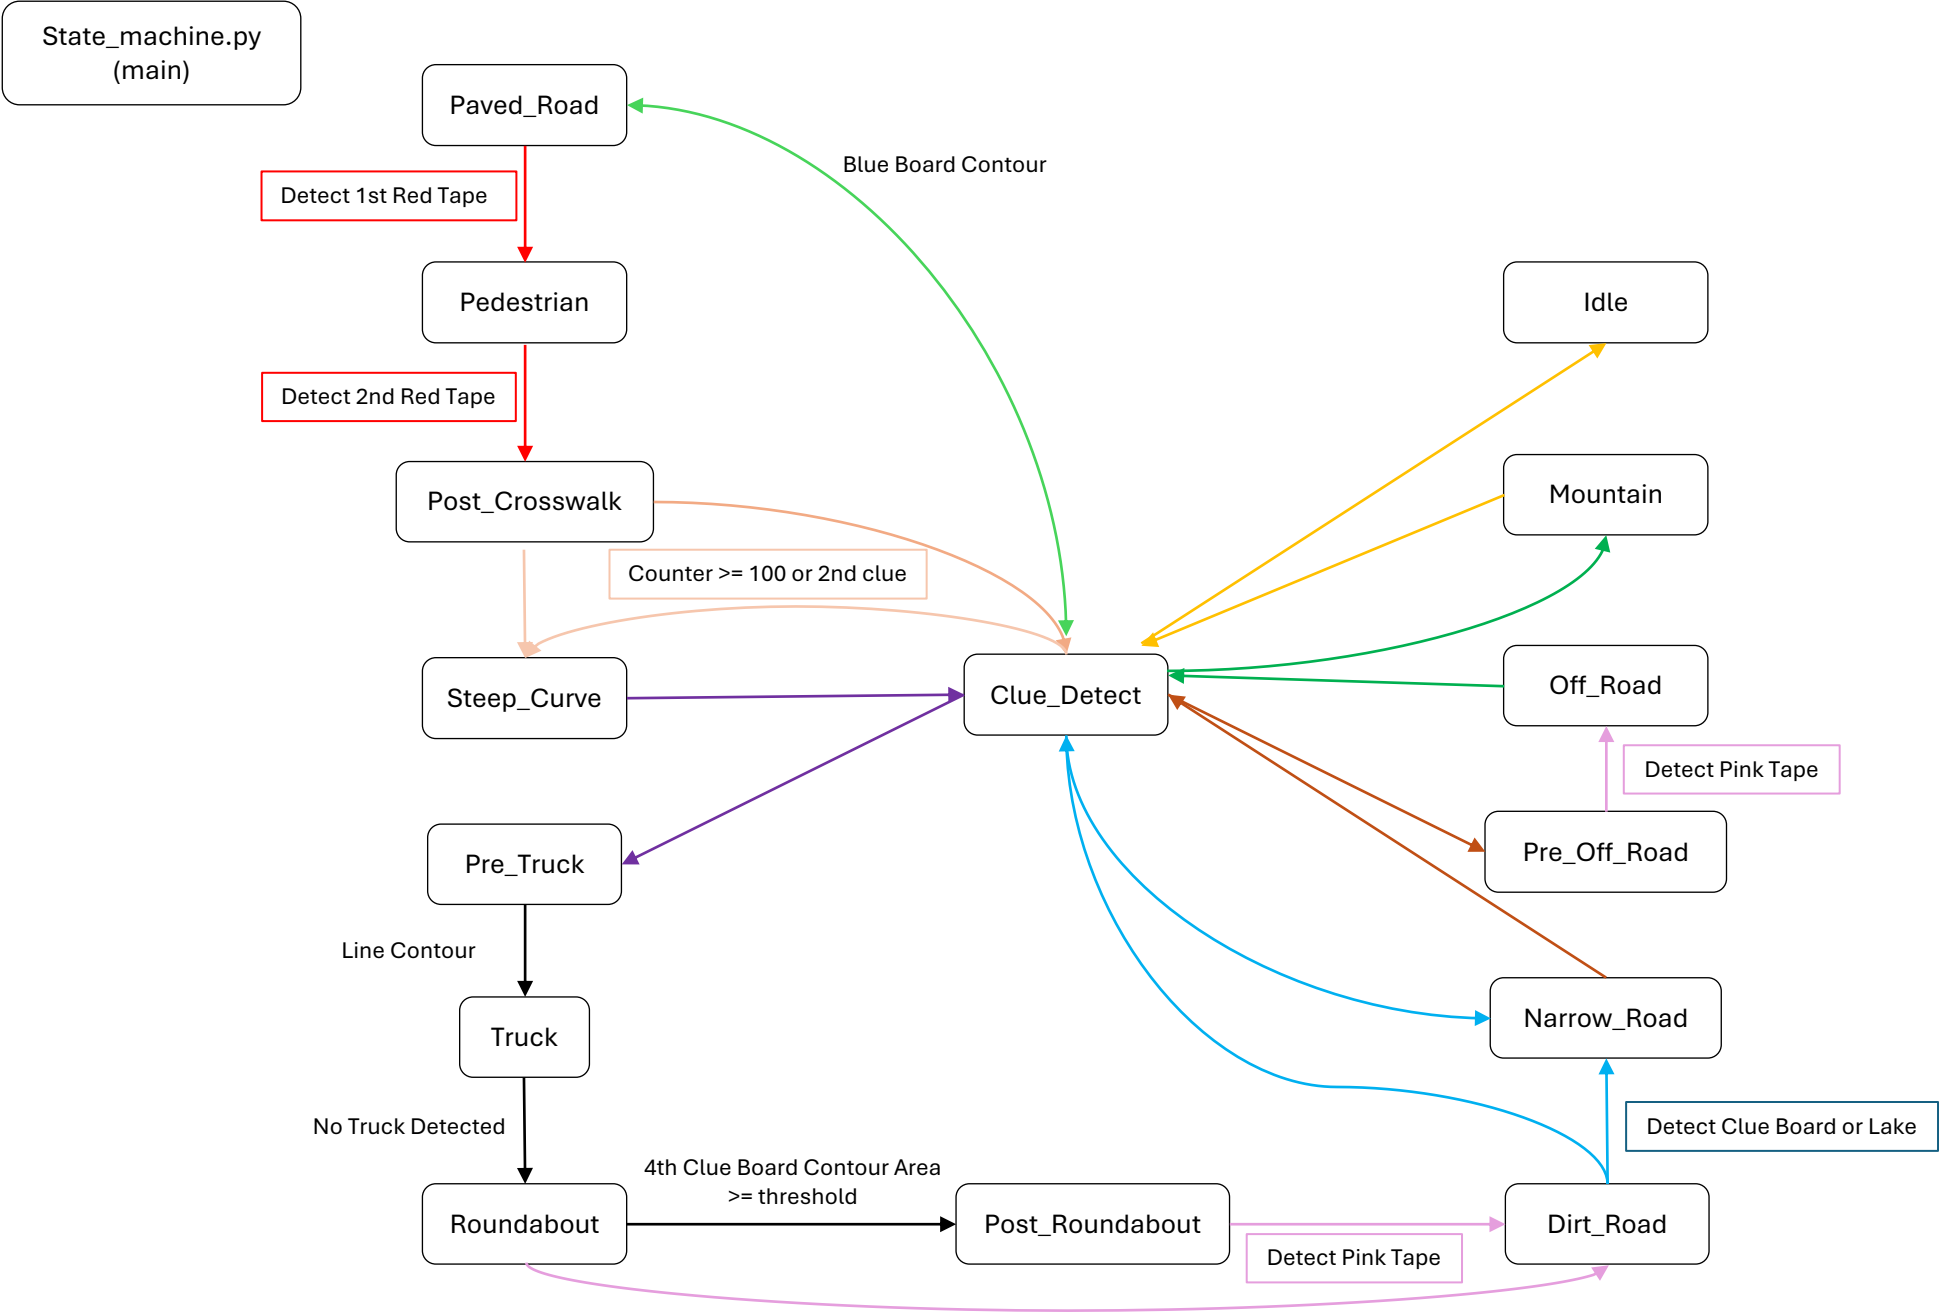 State_machine.py
(main)
Paved_Road
Blue Board Contour
Detect 1st Red Tape
Pedestrian
Idle
Detect 2nd Red Tape
Post_Crosswalk
Mountain
Counter >= 100 or 2nd clue
Steep_Curve
Clue_Detect
Off_Road
Detect Pink Tape
Pre_Truck
Pre_Off_Road
Line Contour
Truck
Narrow_Road
No Truck Detected
Detect Clue Board or Lake
4th Clue Board Contour Area
>= threshold
Roundabout
Post_Roundabout
Dirt_Road
Detect Pink Tape